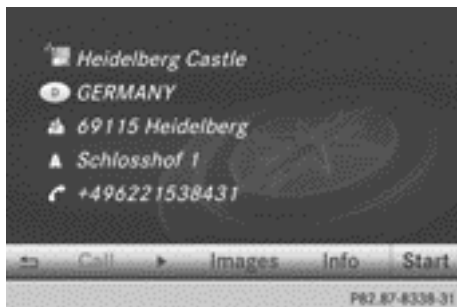 Heidelberg Castle
D GERMANY
69115 Heidelberg
Schlosshof 1
+496221538431
Call Images Info Start
P82.87-8338-31